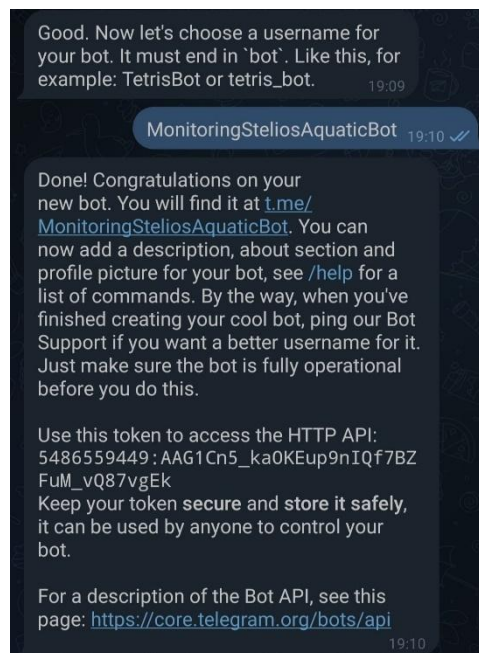 Good. Now let's choose a username for
your bot. It must end in `bot`. Like this, for
example: TetrisBot or tetris_bot.
19:09
MonitoringSteliosAquaticBot
19:10
Done! Congratulations on your
new bot. You will find it at t.me/
MonitoringSteliosAquaticBot. You can
now add a description, about section and
profile picture for your bot, see /help for a
list of commands. By the way, when you've
finished creating your cool bot, ping our Bot
Support if you want a better username for it.
Just make sure the bot is fully operational
before you do this.
Use this token to access the HTTP API:
5486559449:AAG1Cn5_kaOKEup9nIQf7BZ
FuM_vQ87vgEk
Keep your token secure and store it safely,
it can be used by anyone to control your
bot.
For a description of the Bot API, see this
page: https://core.telegram.org/bots/api
19:10